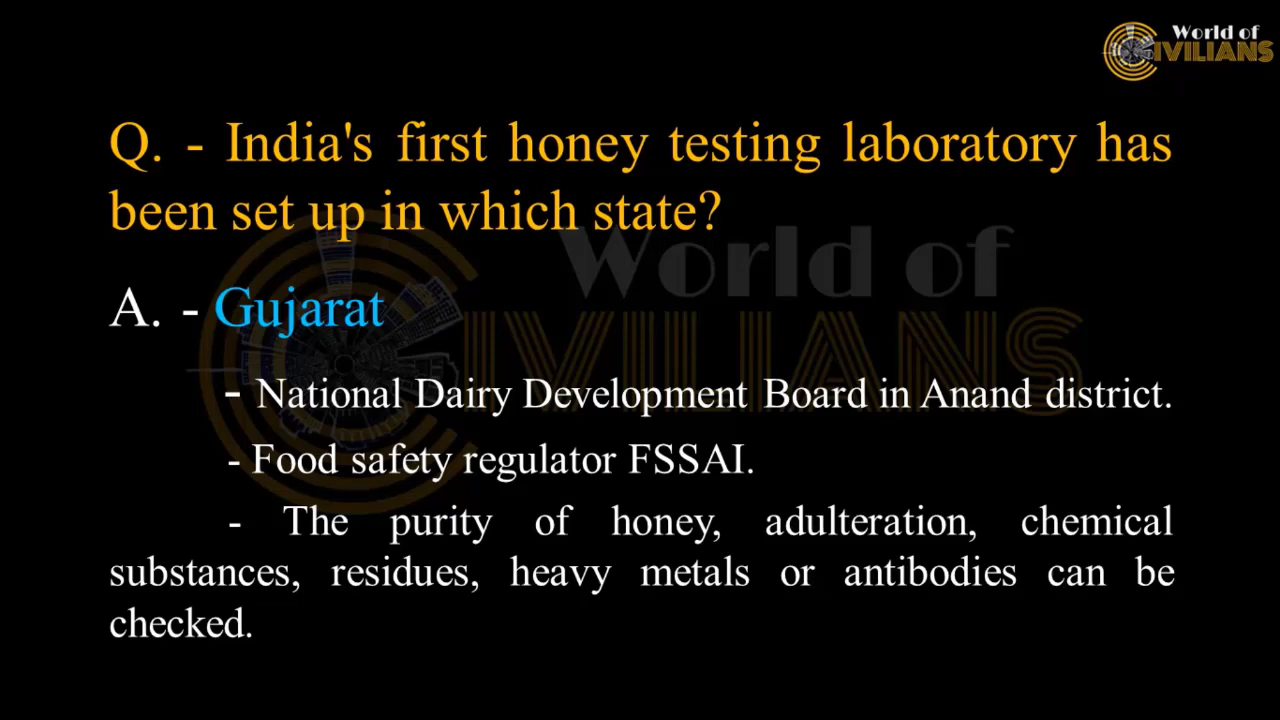 World of
CIVILIANS
Q. - India's first honey testing laboratory has
been set up in which state?
World of
CIVILIANS
A. - Gujarat
- National Dairy Development Board in Anand district.
- Food safety regulator FSSAI.
- The purity of honey, adulteration, chemical
substances, residues, heavy metals or antibodies can be
checked.